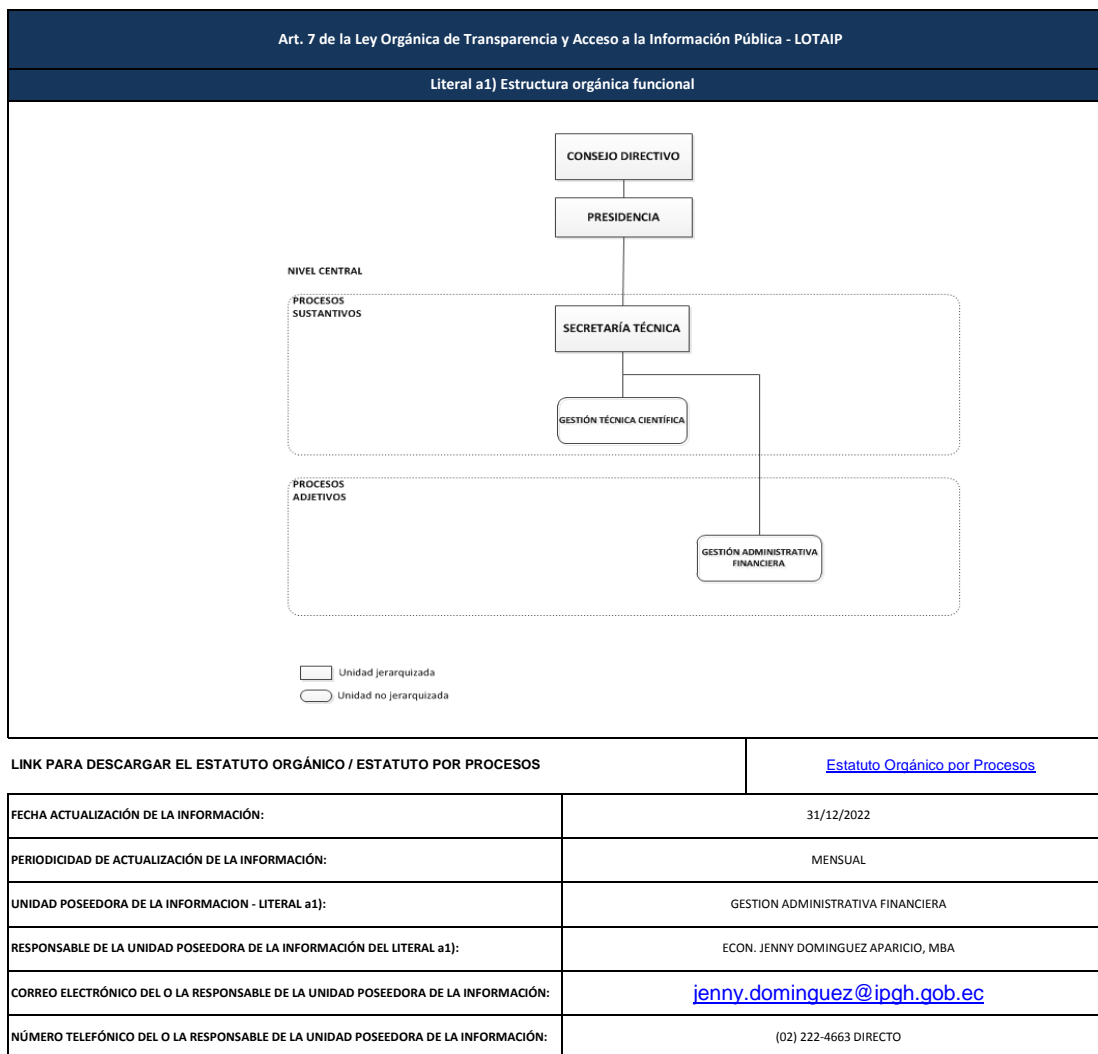 Art. 7 de la Ley Orgánica de Transparencia y Acceso a la Información Pública - LOTAIP
Literal a1) Estructura orgánica funcional
CONSEJO DIRECTIVO
PRESIDENCIA
NIVEL CENTRAL
PROCESOS
SUSTANTIVOS
SECRETARÍA TÉCNICA
GESTIÓN TÉCNICA CIENTÍFICA
PROCESOS
ADJETIVOS
GESTIÓN ADMINISTRATIVA
FINANCIERA
Unidad jerarquizada
Unidad no jerarquizada
LINK PARA DESCARGAR EL ESTATUTO ORGÁNICO / ESTATUTO POR PROCESOS
Estatuto Orgánico por Procesos
FECHA ACTUALIZACIÓN DE LA INFORMACIÓN:
31/12/2022
PERIODICIDAD DE ACTUALIZACIÓN DE LA INFORMACIÓN:
MENSUAL
UNIDAD POSEEDORA DE LA INFORMACION - LITERAL a1):
GESTION ADMINISTRATIVA FINANCIERA
RESPONSABLE DE LA UNIDAD POSEEDORA DE LA INFORMACIÓN DEL LITERAL a1):
ECON. JENNY DOMINGUEZ APARICIO, MBA
CORREO ELECTRÓNICO DEL O LA RESPONSABLE DE LA UNIDAD POSEEDORA DE LA INFORMACIÓN:
jenny.dominguez@ipgh.gob.ec
NÚMERO TELEFÓNICO DEL O LA RESPONSABLE DE LA UNIDAD POSEEDORA DE LA INFORMACIÓN:
(02) 222-4663 DIRECTO